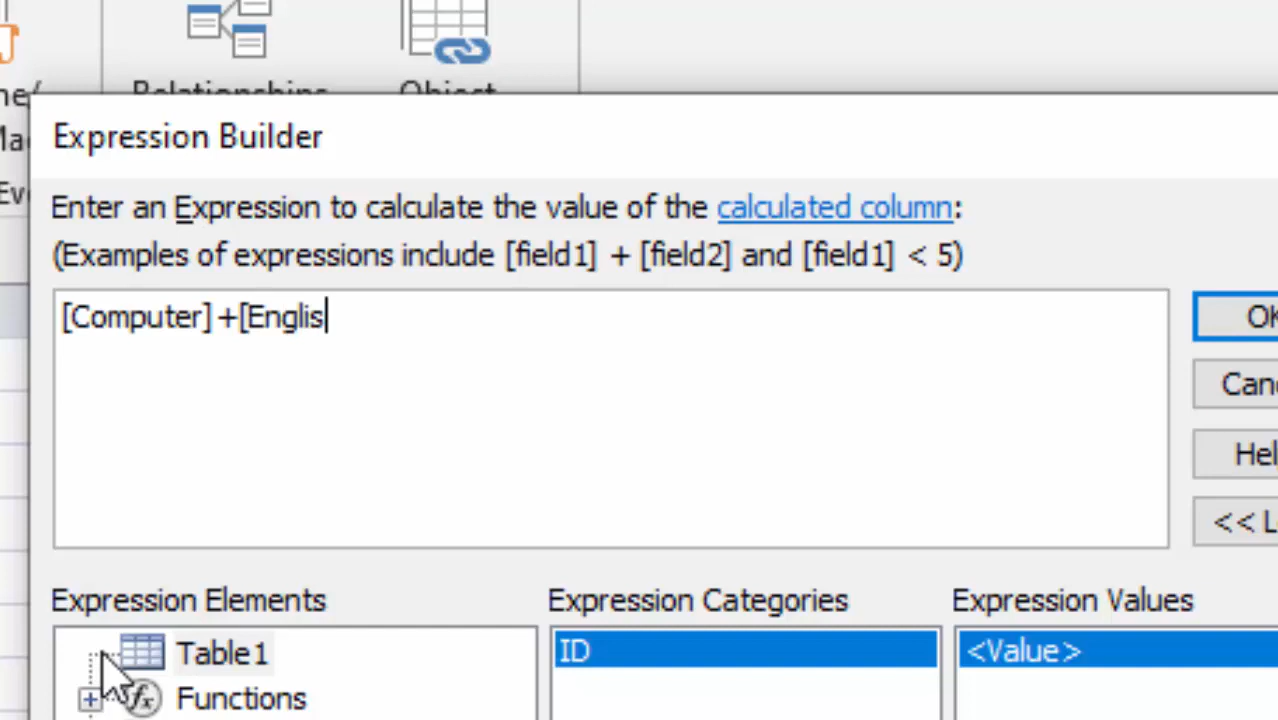 Relationships Object
Expression Builder
Enter an Expression to calculate the value of the calculated column:
(Examples of expressions include [field1] + [field2] and [field1] < 5)
[Computer]+[Englis
OK
Expression Elements Expression Categories Expression Values
Table1 ID <Value>
Functions